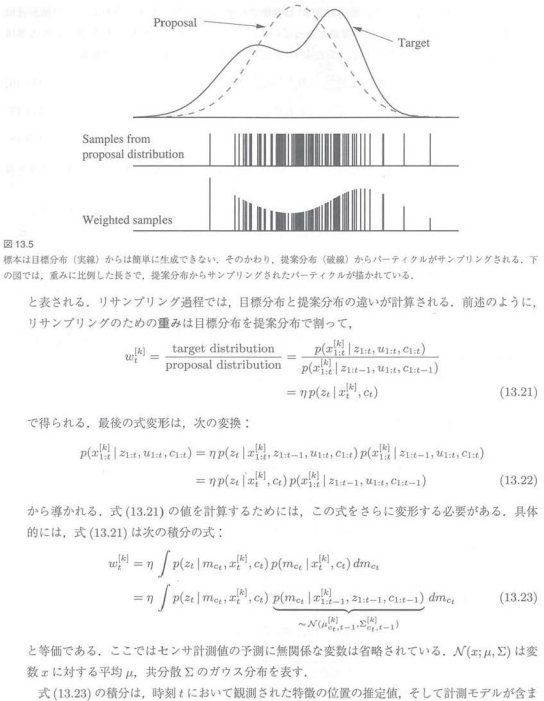 Proposal
Target
Samples from
proposal distribution
Weighted samples
図 13.5
標本は目標分布（実線）からは簡単に生成できない．そのかわり，提案分布（破線）からパーティクルがサンプリングされる．下
の図では，重みに比例した長さで，提案分布からサンプリングされたパーティクルが描かれている．
と表される．リサンプリング過程では，目標分布と提案分布の違いが計算される．前述のように，
リサンプリングのための重みは目標分布を提案分布で割って，
w_t^{[k]} = target distribution / proposal distribution = p(x_{1:t}^{[k]} | z_{1:t}, u_{1:t}, c_{1:t}) / p(x_{1:t}^{[k]} | z_{1:t−1}, u_{1:t}, c_{1:t−1})
= η p(z_t | x_t^{[k]}, c_t) (13.21)
で得られる．最後の式変形は，次の変換：
p(x_{1:t}^{[k]} | z_{1:t}, u_{1:t}, c_{1:t}) = η p(z_t | x_{1:t}^{[k]}, z_{1:t−1}, u_{1:t}, c_{1:t}) p(x_{1:t}^{[k]} | z_{1:t−1}, u_{1:t}, c_{1:t})
= η p(z_t | x_t^{[k]}, c_t) p(x_{1:t}^{[k]} | z_{1:t−1}, u_{1:t}, c_{1:t−1}) (13.22)
から導かれる．式 (13.21) の値を計算するためには，この式をさらに変形する必要がある．具体
的には，式 (13.21) は次の積分の式：
w_t^{[k]} = η ∫ p(z_t | m_{c_t}, x_t^{[k]}, c_t) p(m_{c_t} | x_t^{[k]}, c_t) dm_{c_t}
= η ∫ p(z_t | m_{c_t}, x_t^{[k]}, c_t) p(m_{c_t} | x_{1:t−1}^{[k]}, z_{1:t−1}, c_{1:t−1}) dm_{c_t} (13.23)
∼ N(μ_{c_t,t−1}^{[k]}, Σ_{c_t,t−1}^{[k]})
と等価である．ここではセンサ計測値の予測に無関係な変数は省略されている．N(x; μ, Σ) は変
数 x に対する平均 μ，共分散 Σ のガウス分布を表す．
式 (13.23) の積分は，時刻 t において観測された特徴の位置の推定値，そして計測モデルが含ま